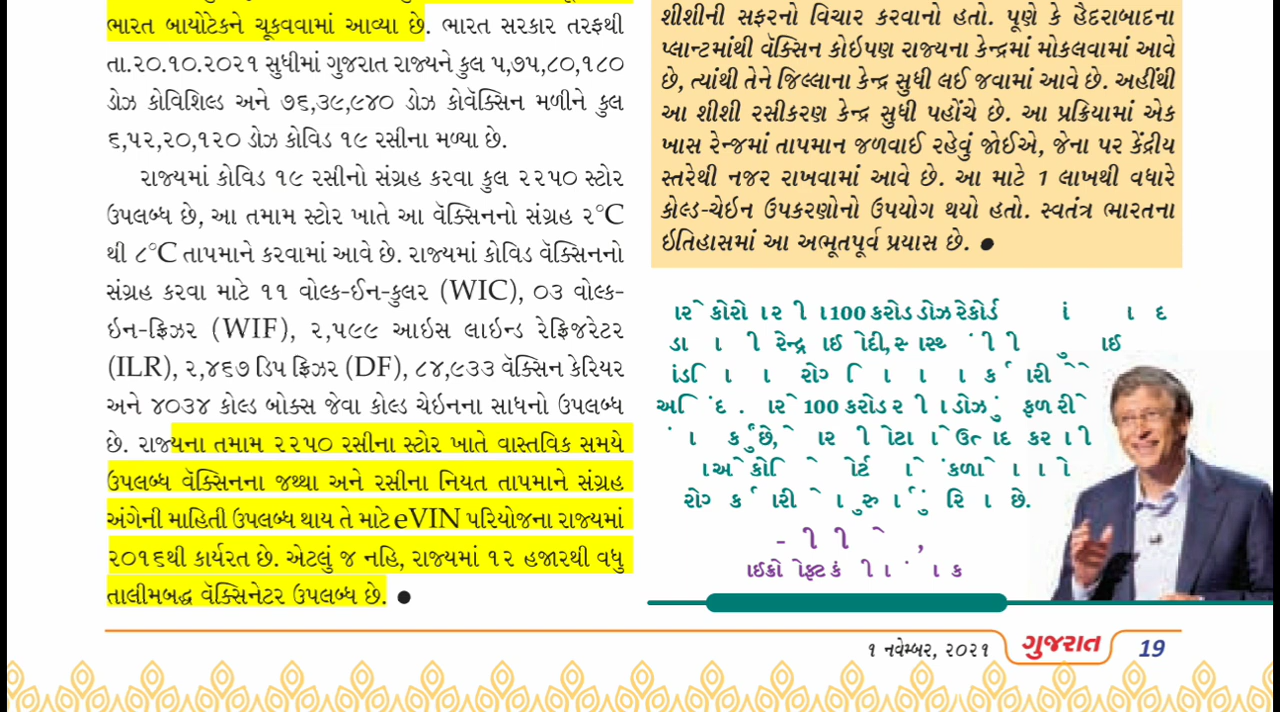 ભારત બાયોટેકને ચૂકવવામાં આવ્યા છે. ભારત સરકાર તરફથી
તા.૨૦.૧૦.૨૦૨૧ સુધીમાં ગુજરાત રાજ્યને કુલ ૫,૭૫,૮૦,૧૮૦
ડોઝ કોવિશિલ્ડ અને ૭૬,૩૯,૯૪૦ ડોઝ કોવૅક્સિન મળીને કુલ
૬,૫૨,૨૦,૧૨૦ ડોઝ કોવિડ ૧૯ રસીના મળ્યા છે.
રાજ્યમાં કોવિડ ૧૯ રસીનો સંગ્રહ કરવા કુલ ૨૨૫૦ સ્ટોર
ઉપલબ્ધ છે, આ તમામ સ્ટોર ખાતે આ વૅક્સિનનો સંગ્રહ ૨°C
થી ૮°C તાપમાને કરવામાં આવે છે. રાજ્યમાં કોવિડ વૅક્સિનનો
સંગ્રહ કરવા માટે ૧૧ વોલ્ક-ઈન-કુલર (WIC), ૦૩ વોલ્ક-
ઇન-ફ્રિઝર (WIF), ૨,૫૯૯ આઇસ લાઇન્ડ રેફ્રિજરેટર
(ILR), ૨,૪૬૭ ડિપ ફ્રિઝર (DF), ૮૪,૯૩૩ વૅક્સિન કેરિયર
અને ૪૦૩૪ કોલ્ડ બોક્સ જેવા કોલ્ડ ચેઇનના સાધનો ઉપલબ્ધ
છે. રાજ્યના તમામ ૨૨૫૦ રસીના સ્ટોર ખાતે વાસ્તવિક સમયે
ઉપલબ્ધ વૅક્સિનના જથ્થા અને રસીના નિયત તાપમાને સંગ્રહ
અંગેની માહિતી ઉપલબ્ધ થાય તે માટે eVIN પરિયોજના રાજ્યમાં
૨૦૧૬થી કાર્યરત છે. એટલું જ નહિ, રાજ્યમાં ૧૨ હજારથી વધુ
તાલીમબદ્ધ વૅક્સિનેટર ઉપલબ્ધ છે. ●
શીશીની સફરનો વિચાર કરવાનો હતો. પૂણે કે હૈદરાબાદના
પ્લાન્ટમાંથી વૅક્સિન કોઇપણ રાજ્યના કેન્દ્રમાં મોકલવામાં આવે
છે, ત્યાંથી તેને જિલ્લાના કેન્દ્ર સુધી લઈ જવામાં આવે છે. અહીંથી
આ શીશી રસીકરણ કેન્દ્ર સુધી પહોંચે છે. આ પ્રક્રિયામાં એક
ખાસ રેન્જમાં તાપમાન જળવાઈ રહેવું જોઈએ, જેના પર કેંદ્રીય
સ્તરેથી નજર રાખવામાં આવે છે. આ માટે 1 લાખથી વધારે
કોલ્ડ-ચેઇન ઉપકરણોનો ઉપયોગ થયો હતો. સ્વતંત્ર ભારતના
ઇતિહાસમાં આ અભૂતપૂર્વ પ્રયાસ છે. ●
100 કરોડ ડોઝ રેકોર્ડ
રોગ
100 કરોડ
છે,
રોગ છે.
૧ નવેમ્બર, ૨૦૨૧ ગુજરાત 19